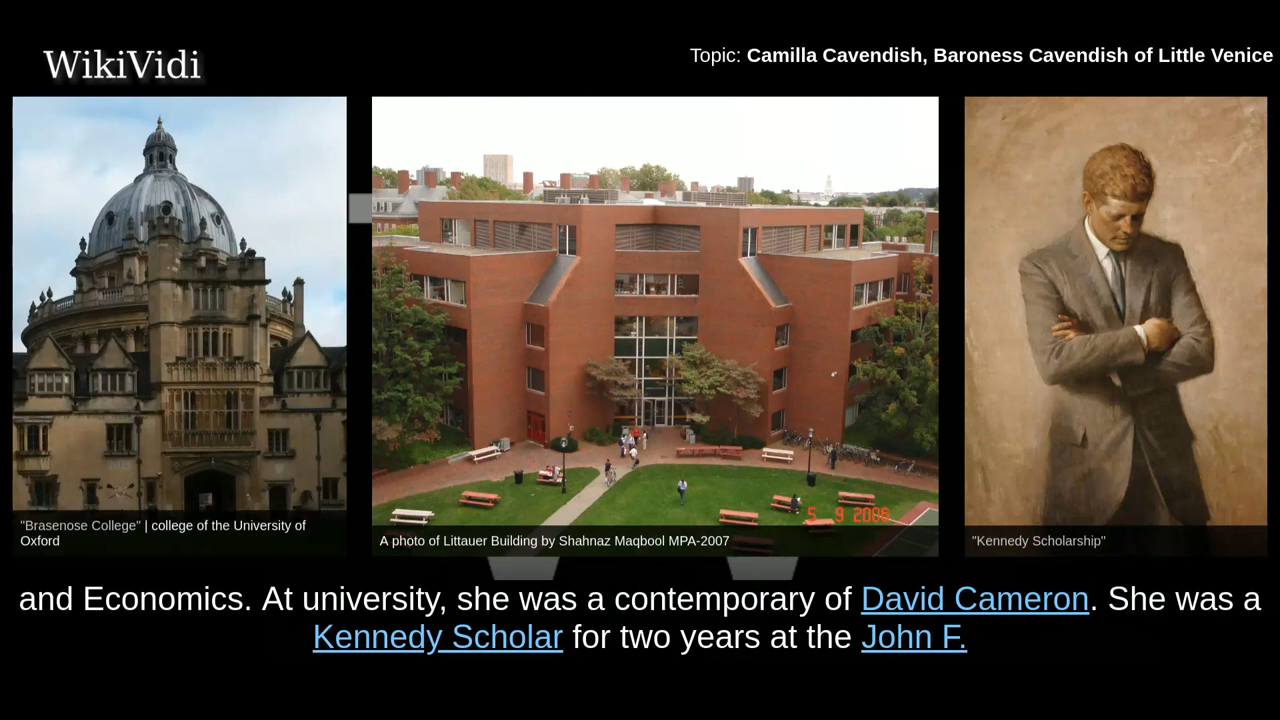 WikiVidi
Topic: Camilla Cavendish, Baroness Cavendish of Little Venice
"Brasenose College" | college of the University of
Oxford
5 9 2008
A photo of Littauer Building by Shahnaz Maqbool MPA-2007
"Kennedy Scholarship"
and Economics. At university, she was a contemporary of David Cameron. She was a
Kennedy Scholar for two years at the John F.